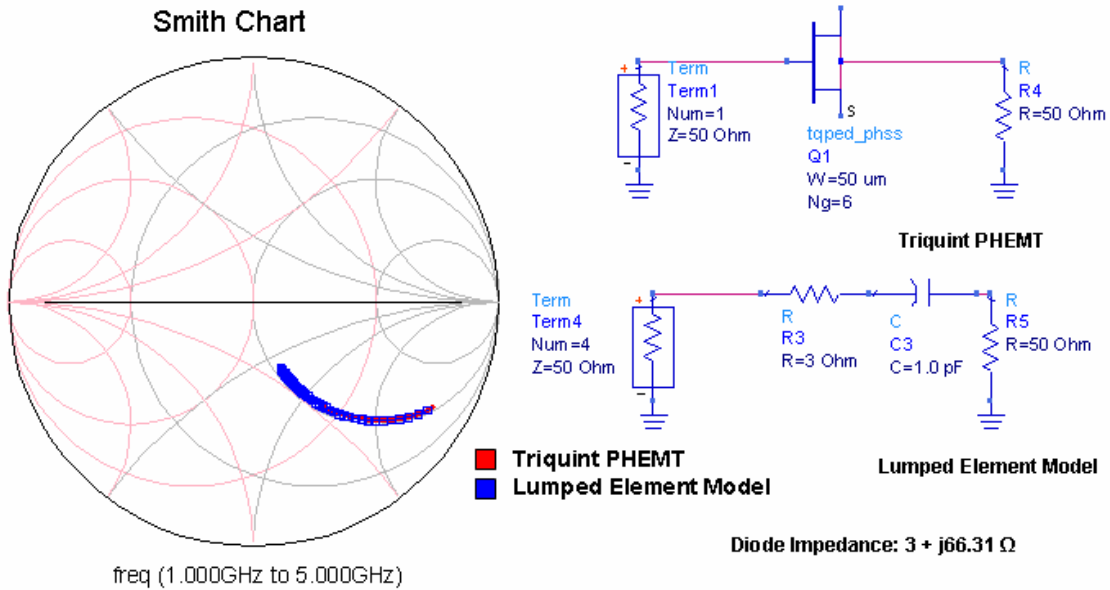 Smith Chart
freq (1.000GHz to 5.000GHz)
+
Term
Term1
Num=1
Z=50 Ohm
-
S
tqped_phss
Q1
W=50 um
Ng=6
R
R4
R=50 Ohm
Triquint PHEMT
Term
Term4
Num=4
Z=50 Ohm
+
-
R
R3
R=3 Ohm
C
C3
C=1.0 pF
R
R5
R=50 Ohm
Triquint PHEMT
Lumped Element Model
Lumped Element Model
Diode Impedance: 3 + j66.31 Ω